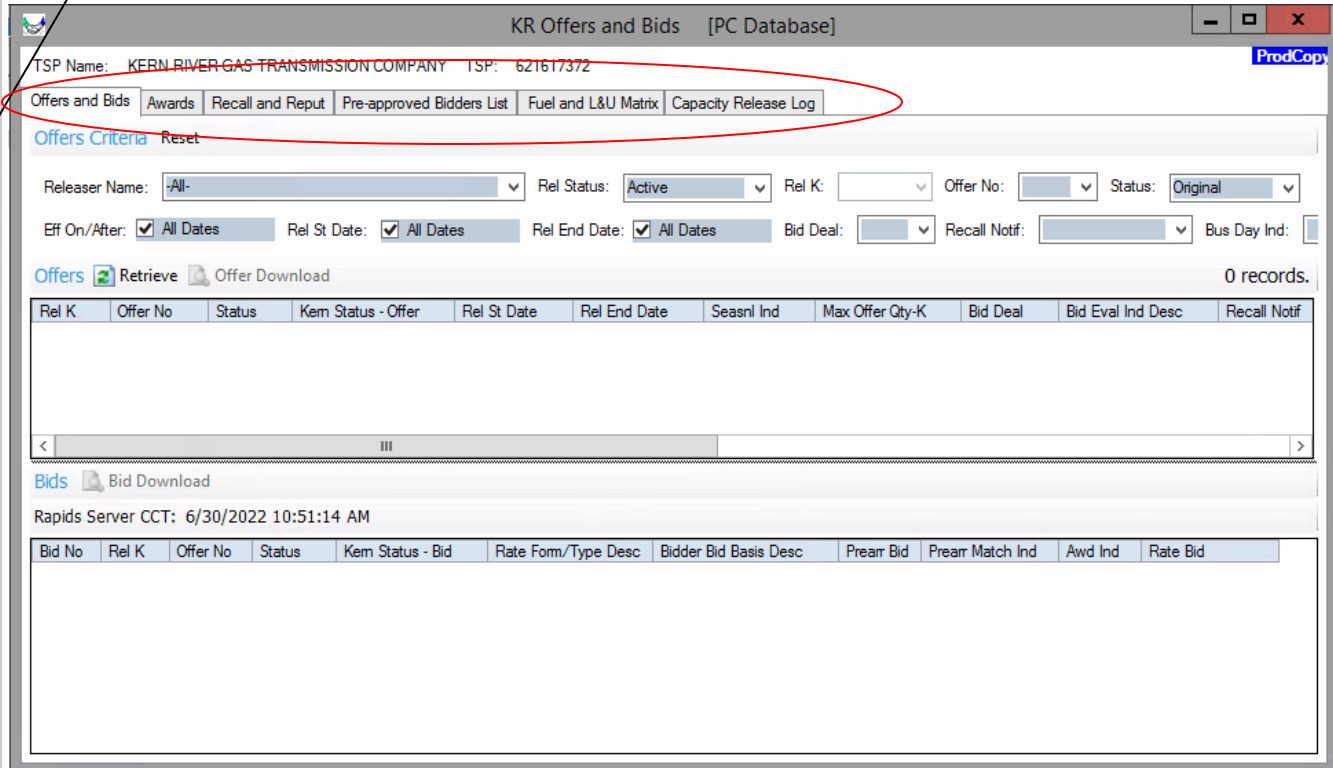 KR Offers and Bids [PC Database]
ProdCopy
TSP Name: KERN RIVER GAS TRANSMISSION COMPANY TSP: 621617372
Offers and Bids Awards Recall and Reput Pre-approved Bidders List Fuel and L&U Matrix Capacity Release Log
Offers Criteria Reset
Releaser Name: -All- Rel Status: Active Rel K: Offer No: Status: Original
Eff On/After: All Dates Rel St Date: All Dates Rel End Date: All Dates Bid Deal: Recall Notif: Bus Day Ind:
Offers Retrieve Offer Download 0 records.
Rel K Offer No Status Kern Status - Offer Rel St Date Rel End Date Seasnl Ind Max Offer Qty-K Bid Deal Bid Eval Ind Desc Recall Notif
Bids Bid Download
Rapids Server CCT: 6/30/2022 10:51:14 AM
Bid No Rel K Offer No Status Kern Status - Bid Rate Form/Type Desc Bidder Bid Basis Desc Prearr Bid Prearr Match Ind Awd Ind Rate Bid